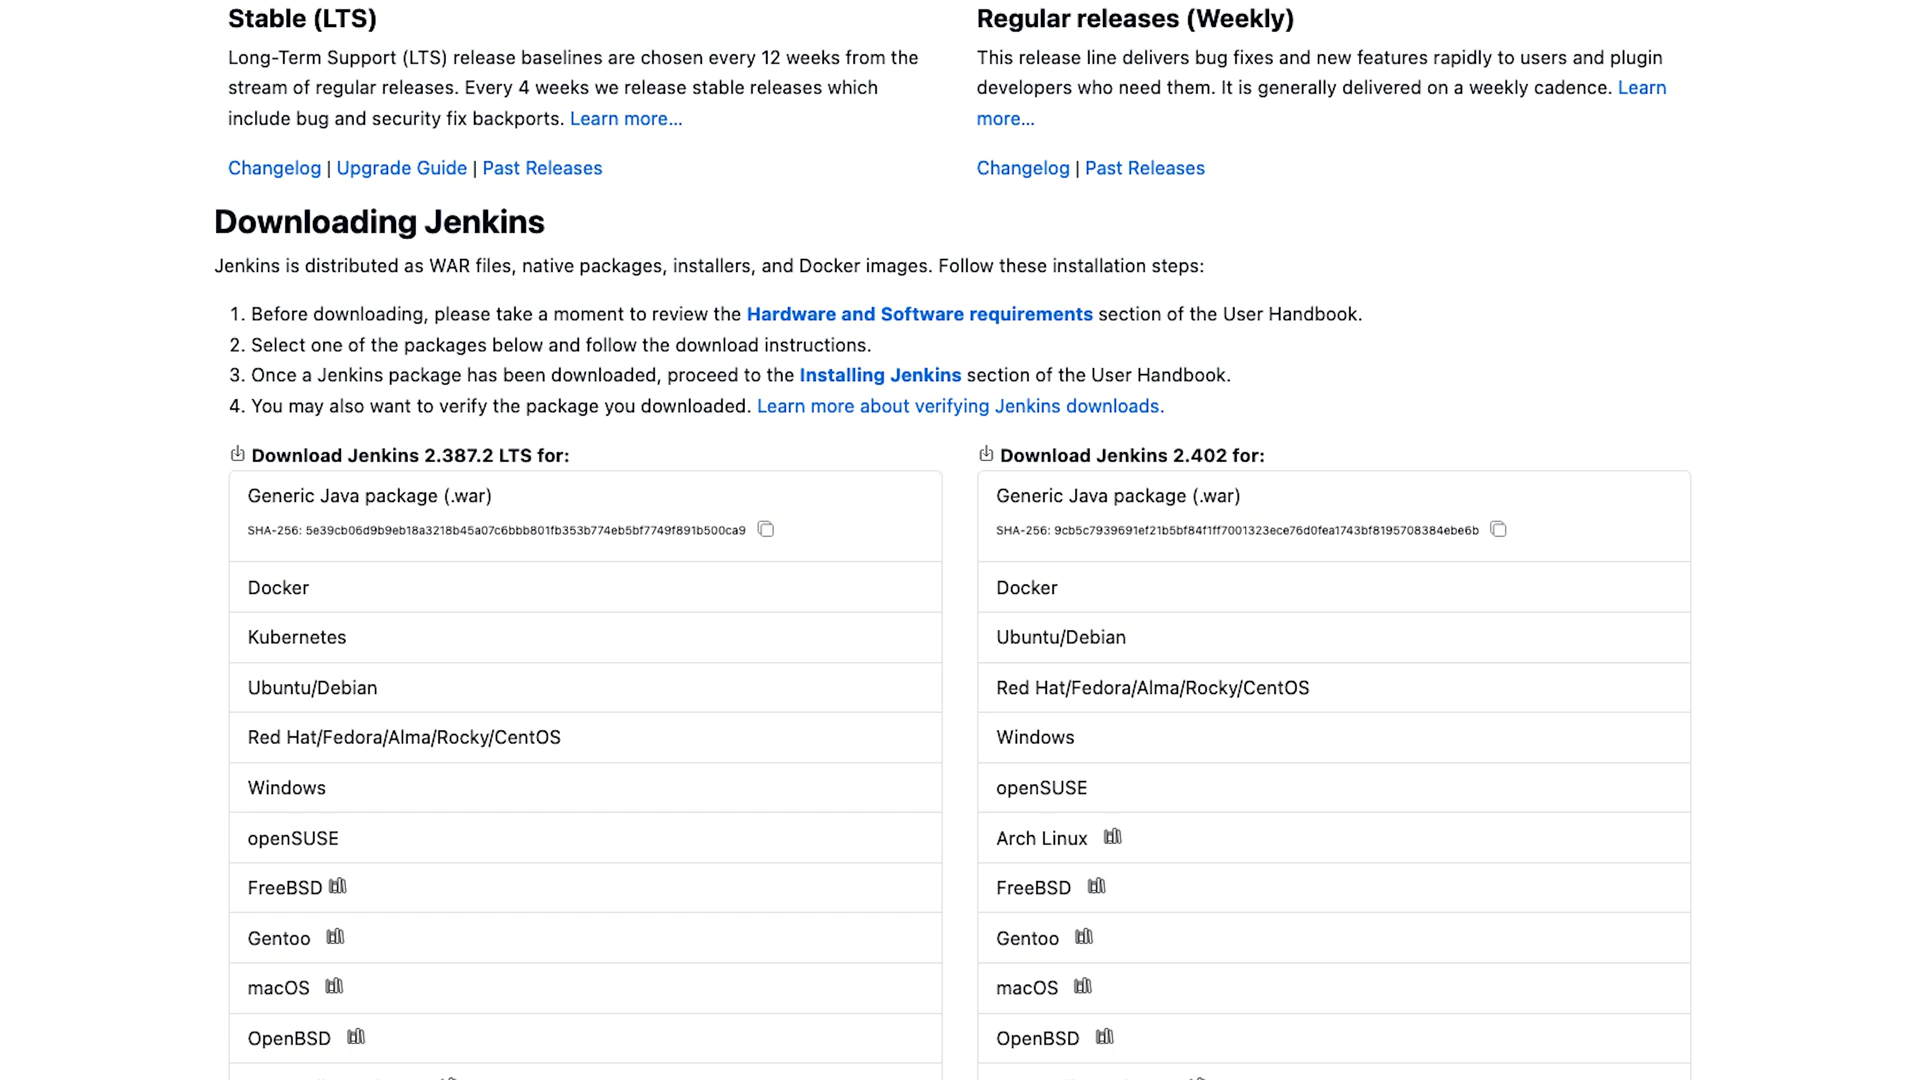 Stable (LTS)
Long-Term Support (LTS) release baselines are chosen every 12 weeks from the
stream of regular releases. Every 4 weeks we release stable releases which
include bug and security fix backports. Learn more...
Changelog | Upgrade Guide | Past Releases
Regular releases (Weekly)
This release line delivers bug fixes and new features rapidly to users and plugin
developers who need them. It is generally delivered on a weekly cadence. Learn
more...
Changelog | Past Releases
Downloading Jenkins
Jenkins is distributed as WAR files, native packages, installers, and Docker images. Follow these installation steps:
1. Before downloading, please take a moment to review the Hardware and Software requirements section of the User Handbook.
2. Select one of the packages below and follow the download instructions.
3. Once a Jenkins package has been downloaded, proceed to the Installing Jenkins section of the User Handbook.
4. You may also want to verify the package you downloaded. Learn more about verifying Jenkins downloads.
Download Jenkins 2.387.2 LTS for:
Generic Java package (.war)
SHA-256: 5e39cb06d9b9eb18a3218b45a07c6bbb801fb353b774eb5bf7749f891b500ca9
Docker
Kubernetes
Ubuntu/Debian
Red Hat/Fedora/Alma/Rocky/CentOS
Windows
openSUSE
FreeBSD
Gentoo
macOS
OpenBSD
Download Jenkins 2.402 for:
Generic Java package (.war)
SHA-256: 9cb5c7939691ef21b5bf84f1ff7001323ece76d0fea1743bf8195708384ebe6b
Docker
Ubuntu/Debian
Red Hat/Fedora/Alma/Rocky/CentOS
Windows
openSUSE
Arch Linux
FreeBSD
Gentoo
macOS
OpenBSD